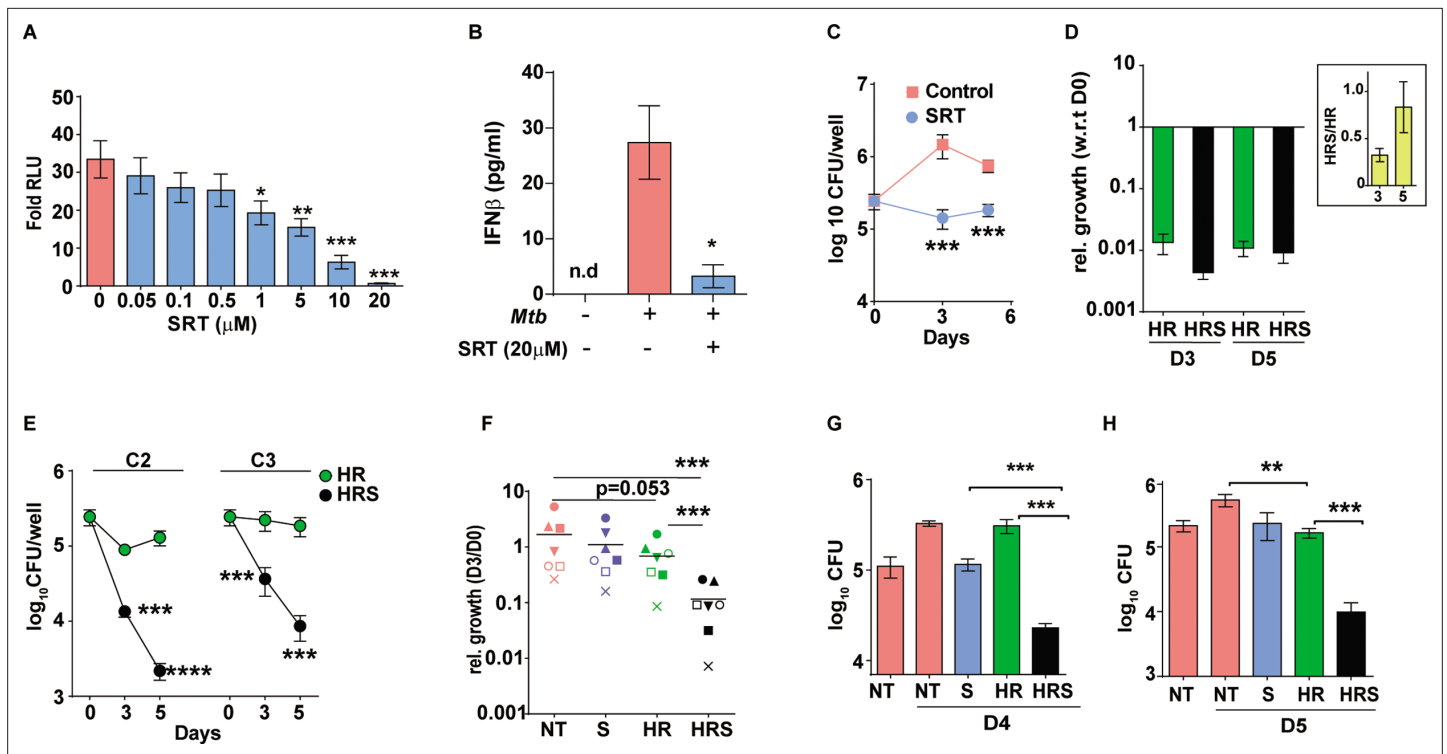 A
50
40
30
20
10
0
Fold RLU
* ** *** ***
0 0.05 0.1 0.5 1 5 10 20
SRT (μM)
B
40
30
20
10
0
IFNβ (pg/ml)
n.d
*
Mtb - + +
SRT (20μM) - - +
C
7
6
5
4
log 10 CFU/well
Control
SRT
*** ***
0 3 6
Days
D
10
1
0.1
0.01
0.001
rel. growth (w.r.t D0)
HR HRS HR HRS
D3 D5
1.0
0.5
0
HRS/HR
3 5
E
C2 C3
HR
HRS
6
5
4
3
log10CFU/well
***
****
***
***
0 3 5 0 3 5
Days
F
10
1
0.1
0.01
0.001
rel. growth (D3/D0)
***
p=0.053
***
NT S HR HRS
G
6
5
4
log10 CFU
***
***
NT NT S HR HRS
D4
H
6
5
4
3
log10 CFU
**
***
NT NT S HR HRS
D5